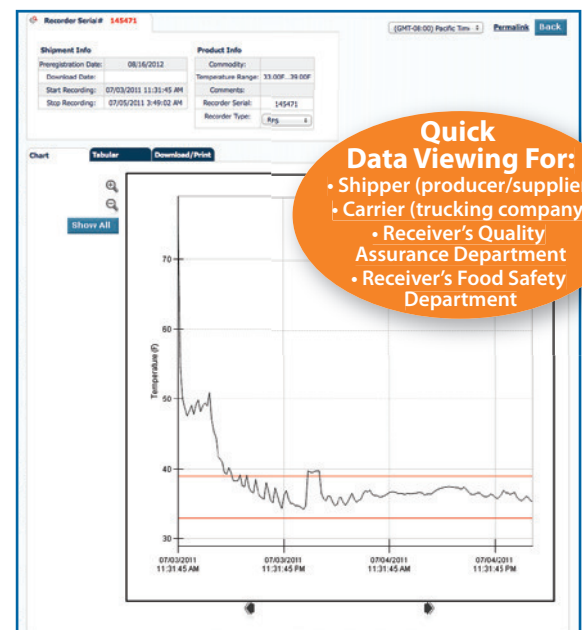 Recorder Serial# 145471
(GMT-08:00) Pacific Tim
Permalink
Back
Shipment Info
Preregistration Date: 08/16/2012
Download Date:
Start Recording: 07/03/2011 11:31:45 AM
Stop Recording: 07/05/2011 3:49:02 AM
Product Info
Commodity:
Temperature Range: 33.00F...39.00F
Comments:
Recorder Serial: 145471
Recorder Type:
Chart
Tabular
Download/Print
Show All
Quick
Data Viewing For:
• Shipper (producer/supplier
• Carrier (trucking company
• Receiver's Quality
Assurance Department
• Receiver's Food Safety
Department
Temperature (F)
70
60
50
40
30
07/03/2011
11:31:45 AM
07/03/2011
11:31:45 PM
07/04/2011
11:31:45 AM
07/04/2011
11:31:45 PM